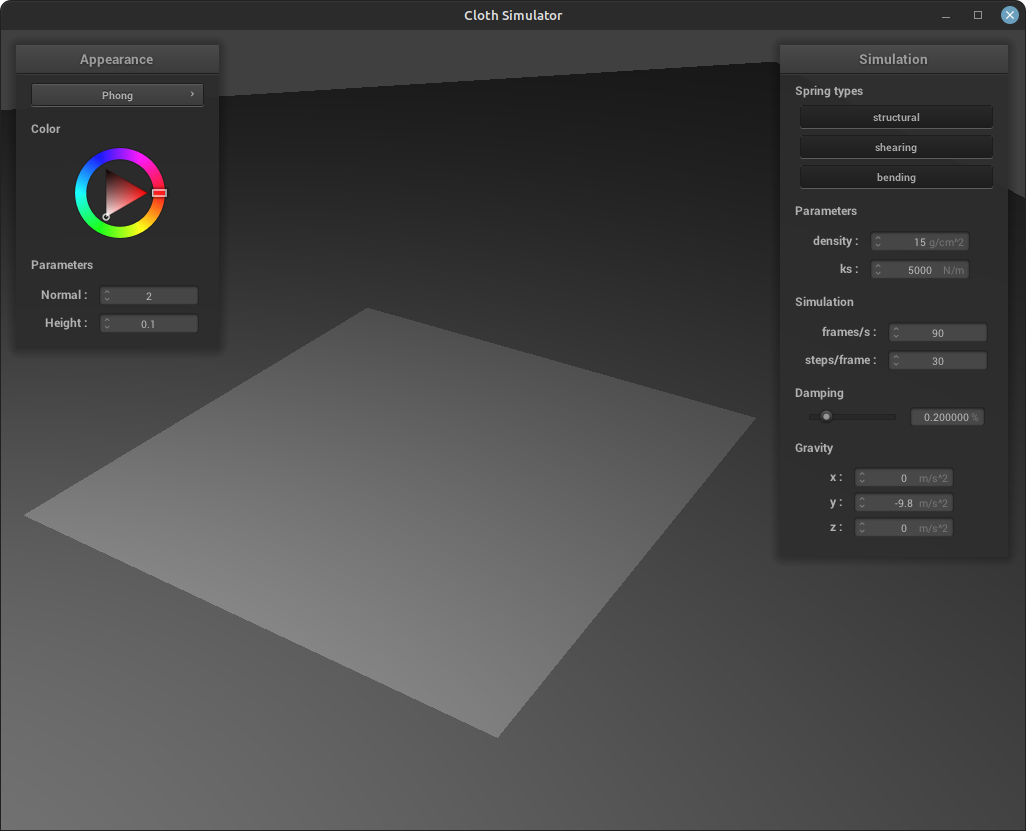 Cloth Simulator
Appearance
Phong
Color
Parameters
Normal : 2
Height : 0.1
Simulation
Spring types
structural
shearing
bending
Parameters
density : 15 g/cm^2
ks : 5000 N/m
Simulation
frames/s : 90
steps/frame : 30
Damping
0.200000 %
Gravity
x : 0 m/s^2
y : -9.8 m/s^2
z : 0 m/s^2